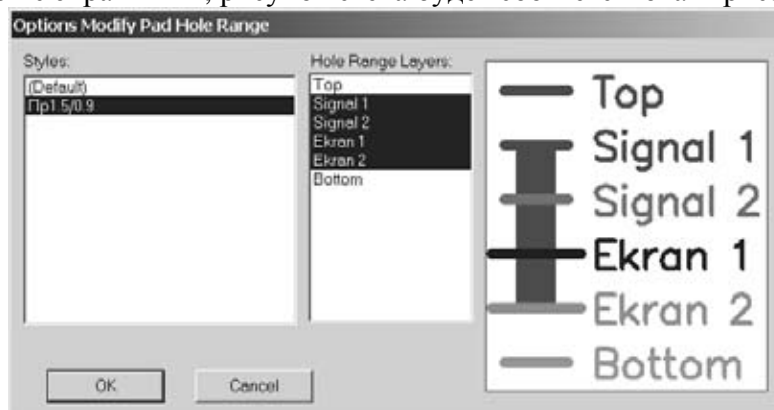 Options Modify Pad Hole Range
Styles:
(Default)
Пр1.5/0.9
Hole Range Layers:
Top
Signal 1
Signal 2
Ekran 1
Ekran 2
Bottom
Top
Signal 1
Signal 2
Ekran 1
Ekran 2
Bottom
OK
Cancel